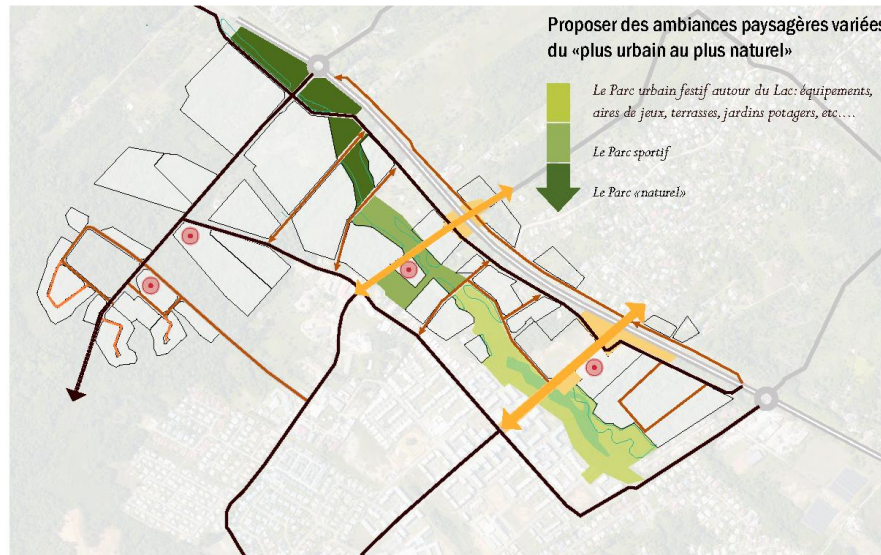 Proposer des ambiances paysagères variées
du «plus urbain au plus naturel»
Le Parc urbain festif autour du Lac: équipements,
aires de jeux, terrasses, jardins potagers, etc....
Le Parc sportif
Le Parc «naturel»